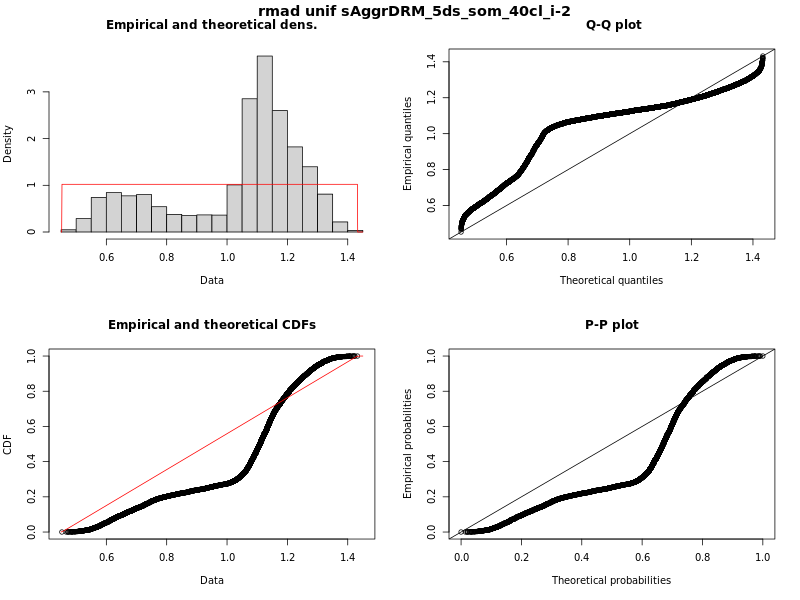 rmad unif sAggrDRM_5ds_som_40cl_i-2
Empirical and theoretical dens.
Density
0
1
2
3
0.6 0.8 1.0 1.2 1.4
Data
Q-Q plot
Empirical quantiles
0.6 0.8 1.0 1.2 1.4
0.6 0.8 1.0 1.2 1.4
Theoretical quantiles
Empirical and theoretical CDFs
CDF
0.0 0.2 0.4 0.6 0.8 1.0
0.6 0.8 1.0 1.2 1.4
Data
P-P plot
Empirical probabilities
0.0 0.2 0.4 0.6 0.8 1.0
0.0 0.2 0.4 0.6 0.8 1.0
Theoretical probabilities